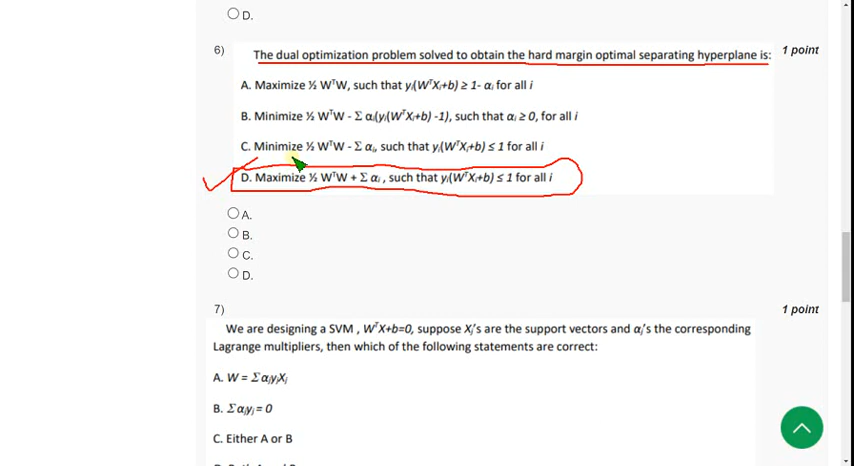 D.
6) The dual optimization problem solved to obtain the hard margin optimal separating hyperplane is: 1 point
A. Maximize ½ WᵀW, such that yᵢ(WᵀXᵢ+b) ≥ 1- αᵢ for all i
B. Minimize ½ WᵀW - Σ αᵢ(yᵢ(WᵀXᵢ+b) -1), such that αᵢ ≥ 0, for all i
C. Minimize ½ WᵀW - Σ αᵢ, such that yᵢ(WᵀXᵢ+b) ≤ 1 for all i
D. Maximize ½ WᵀW + Σ αᵢ , such that yᵢ(WᵀXᵢ+b) ≤ 1 for all i
A.
B.
C.
D.
7) 1 point
We are designing a SVM , WᵀX+b=0, suppose Xⱼ's are the support vectors and αⱼ's the corresponding
Lagrange multipliers, then which of the following statements are correct:
A. W = ΣαⱼyⱼXⱼ
B. Σαⱼyⱼ = 0
C. Either A or B